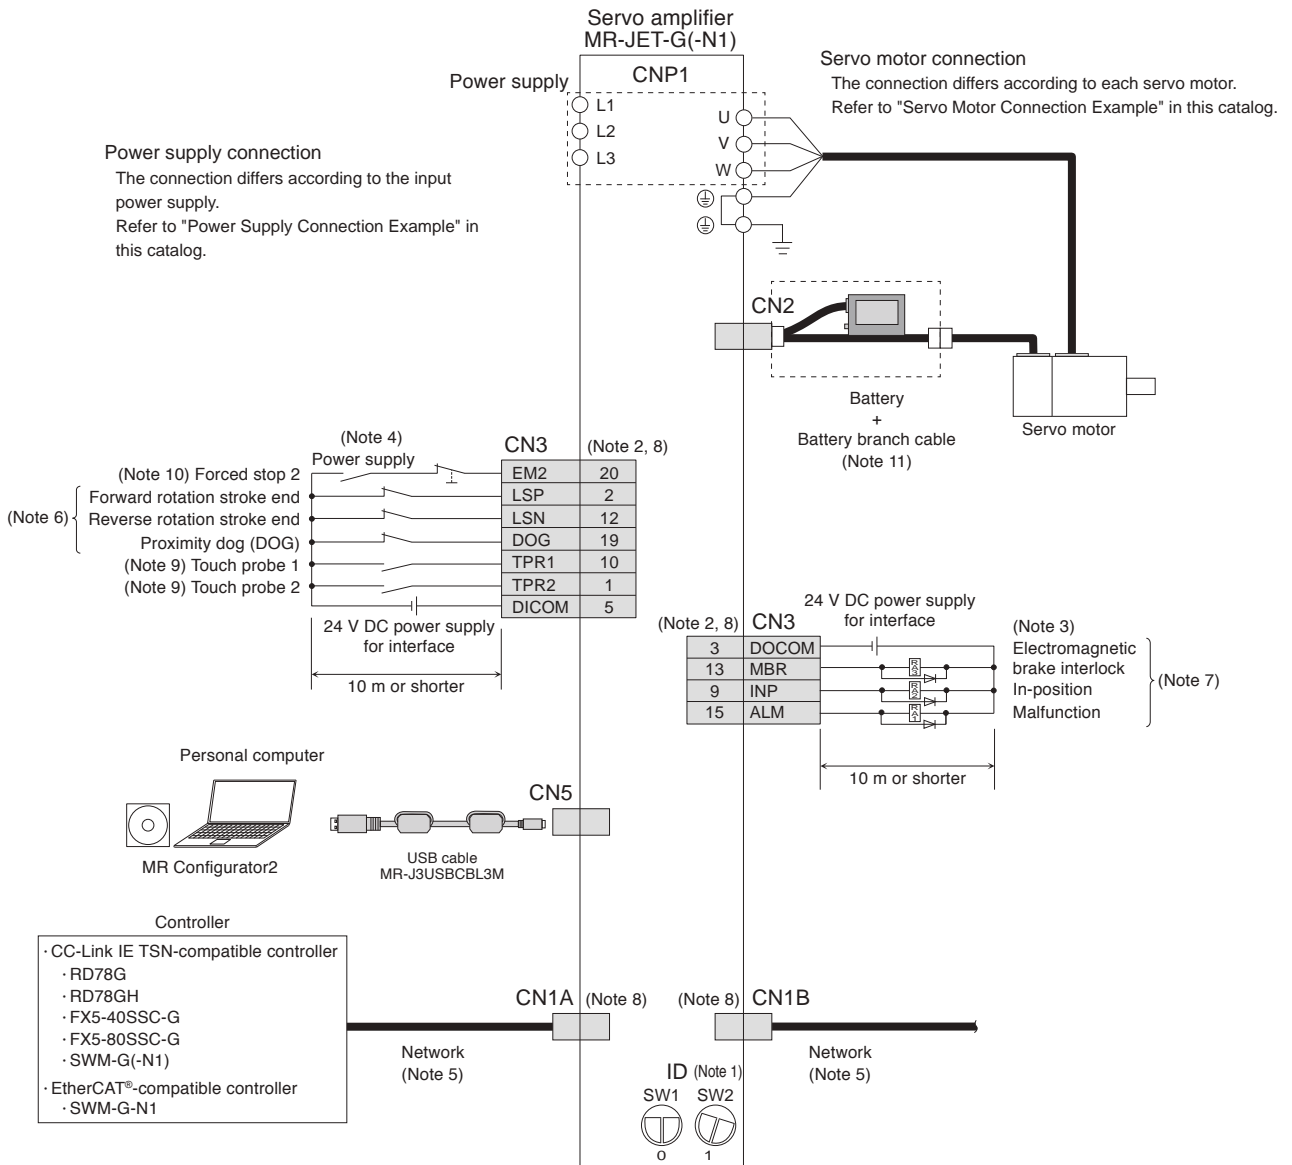 Servo amplifier
MR-JET-G(-N1)
Power supply
CNP1
L1
L2
L3
U
V
W
Servo motor connection
The connection differs according to each servo motor.
Refer to "Servo Motor Connection Example" in this catalog.
Power supply connection
The connection differs according to the input
power supply.
Refer to "Power Supply Connection Example" in
this catalog.
CN2
Battery
+
Battery branch cable
(Note 11)
Servo motor
(Note 4)
Power supply
CN3
(Note 2, 8)
(Note 10) Forced stop 2
EM2 20
(Note 6)
Forward rotation stroke end
LSP 2
Reverse rotation stroke end
LSN 12
Proximity dog (DOG)
DOG 19
(Note 9) Touch probe 1
TPR1 10
(Note 9) Touch probe 2
TPR2 1
DICOM 5
24 V DC power supply
for interface
10 m or shorter
(Note 2, 8) CN3
24 V DC power supply
for interface
3 DOCOM
13 MBR
9 INP
15 ALM
RA3
RA2
RA1
(Note 3)
Electromagnetic
brake interlock
In-position
Malfunction
(Note 7)
10 m or shorter
Personal computer
MR Configurator2
USB cable
MR-J3USBCBL3M
CN5
Controller
· CC-Link IE TSN-compatible controller
· RD78G
· RD78GH
· FX5-40SSC-G
· FX5-80SSC-G
· SWM-G(-N1)
· EtherCAT®-compatible controller
· SWM-G-N1
CN1A (Note 8)
Network
(Note 5)
(Note 8) CN1B
Network
(Note 5)
ID (Note 1)
SW1 SW2
0 1